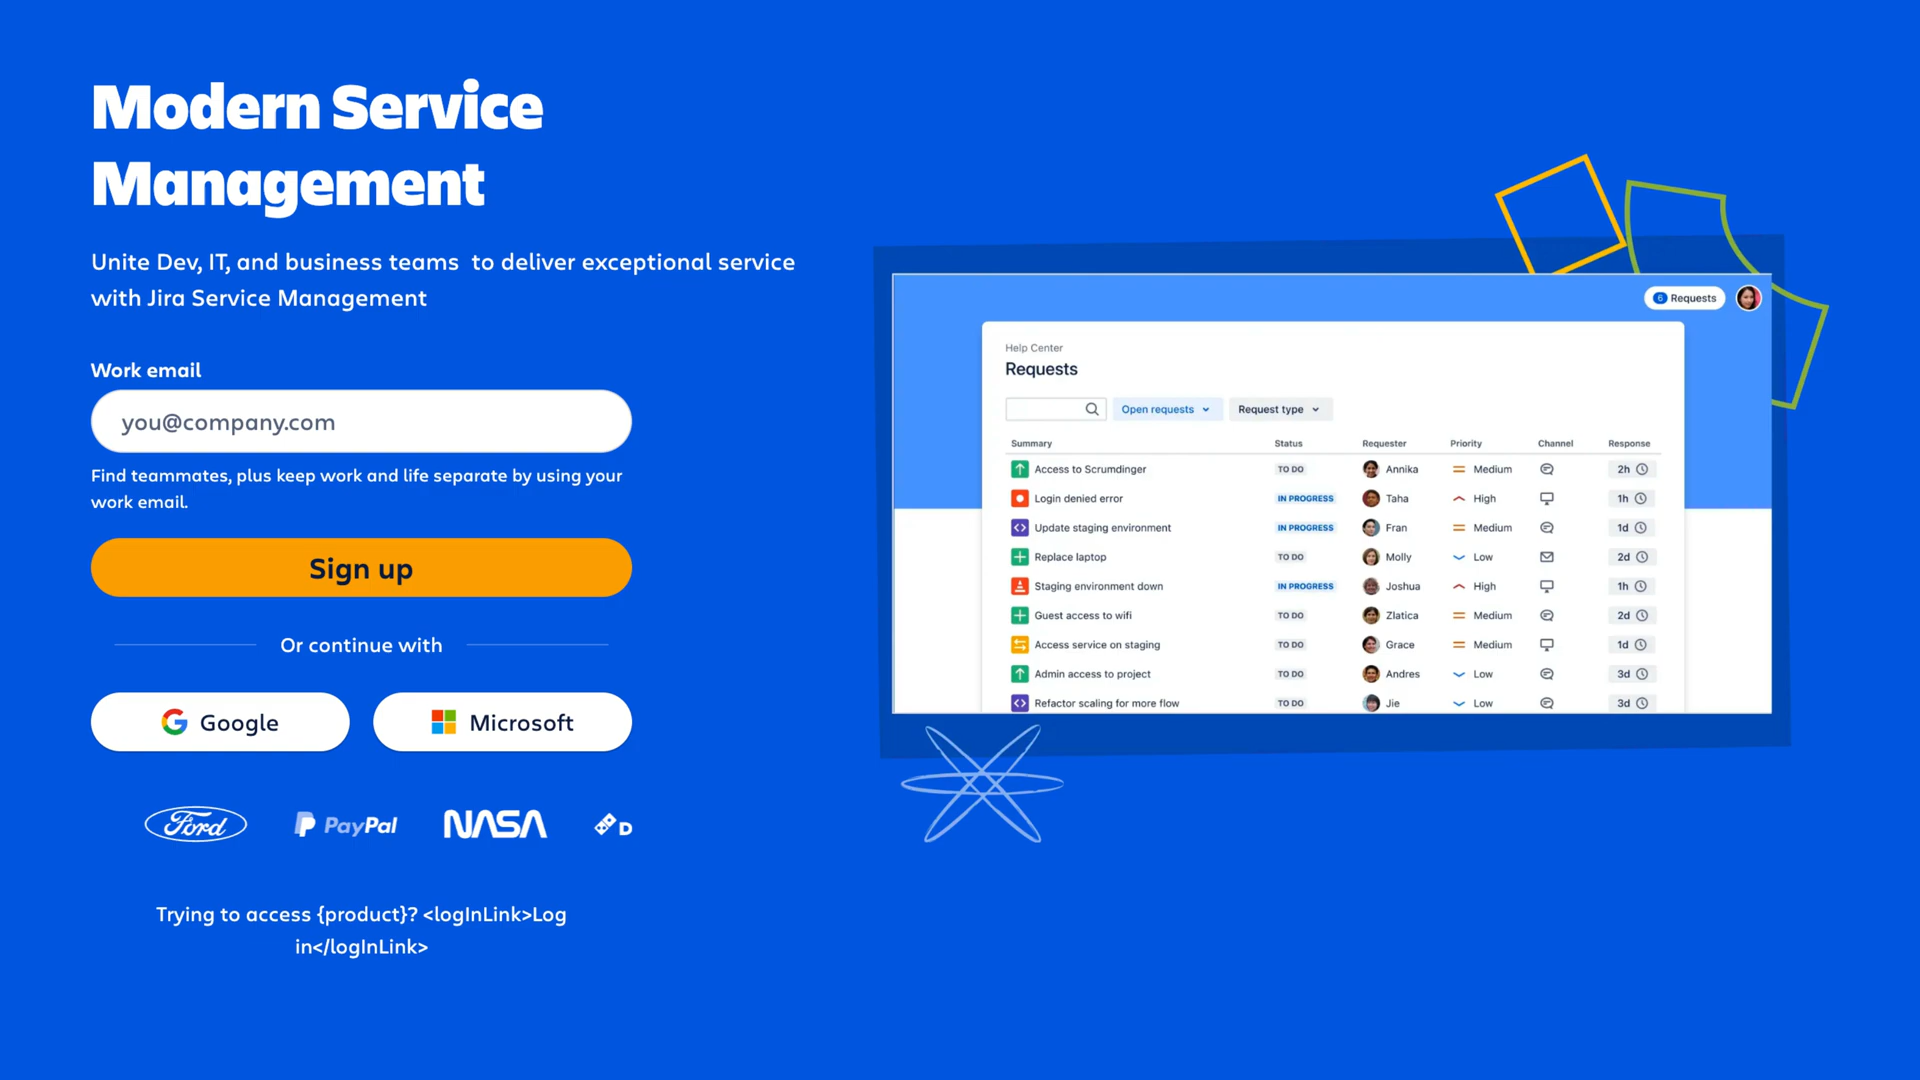 Modern Service
Management
Unite Dev, IT, and business teams  to deliver exceptional service
with Jira Service Management
Work email
you@company.com
Find teammates, plus keep work and life separate by using your
work email.
Sign up
Or continue with
Google
Microsoft
Ford
PayPal
NASA
D
Trying to access {product}? <logInLink>Log
in</logInLink>
6 Requests
Help Center
Requests
Open requests
Request type
Summary Status Requester Priority Channel Response
Access to Scrumdinger TO DO Annika Medium 2h
Login denied error IN PROGRESS Taha High 1h
Update staging environment IN PROGRESS Fran Medium 1d
Replace laptop TO DO Molly Low 2d
Staging environment down IN PROGRESS Joshua High 1h
Guest access to wifi TO DO Zlatica Medium 2d
Access service on staging TO DO Grace Medium 1d
Admin access to project TO DO Andres Low 3d
Refactor scaling for more flow TO DO Jie Low 3d